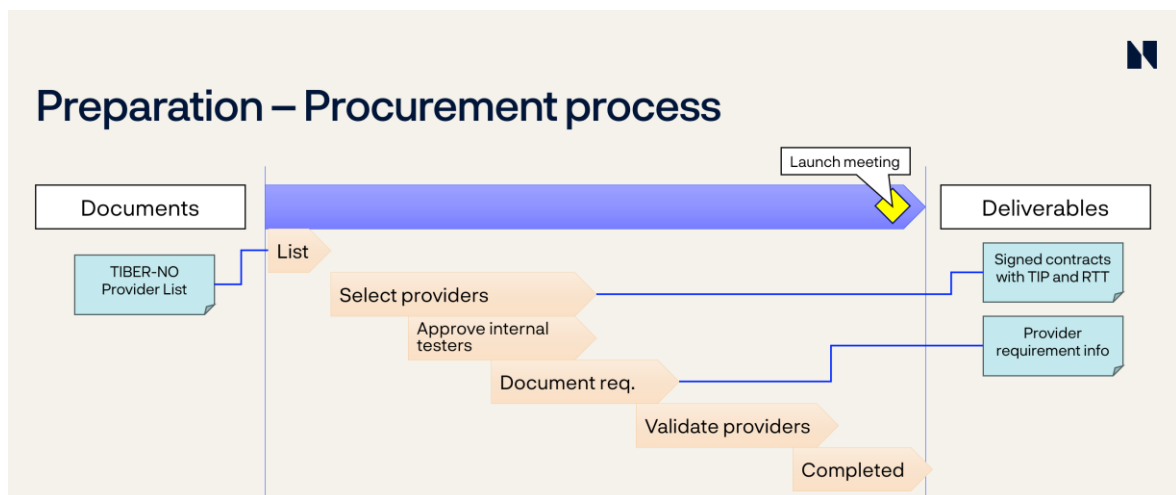 Preparation – Procurement process
Launch meeting
Documents
Deliverables
List
TIBER-NO
Provider List
Signed contracts
with TIP and RTT
Select providers
Approve internal
testers
Provider
requirement info
Document req.
Validate providers
Completed